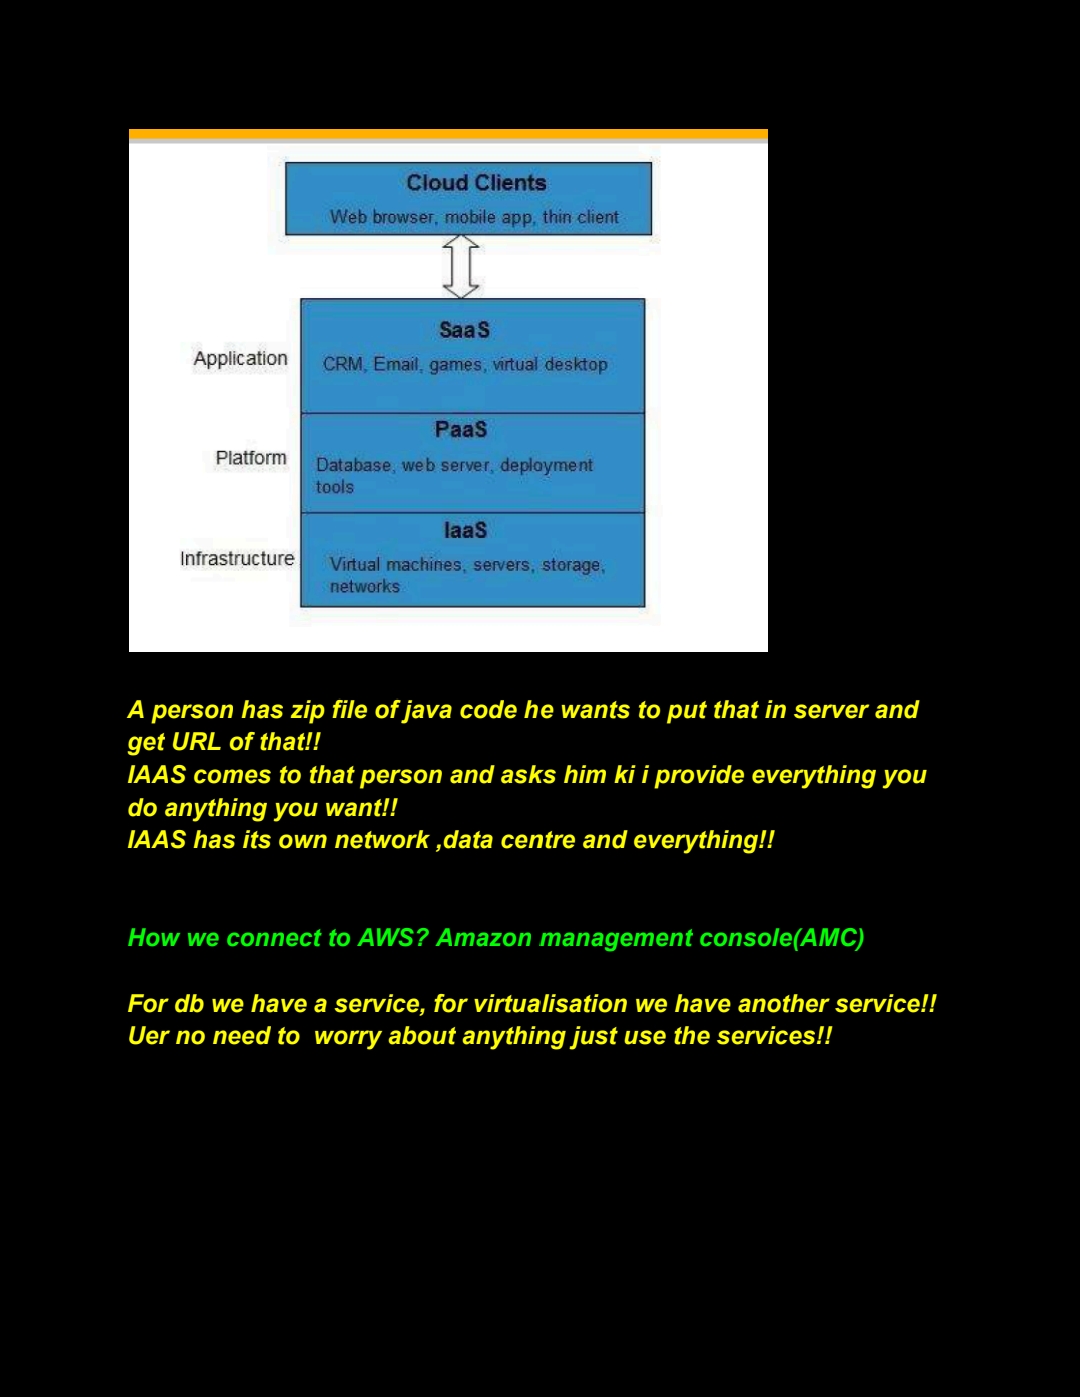 Cloud Clients
Web browser, mobile app, thin client
SaaS
Application
CRM, Email, games, virtual desktop
PaaS
Platform
Database, web server, deployment
tools
IaaS
Infrastructure
Virtual machines, servers, storage,
networks
A person has zip file of java code he wants to put that in server and
get URL of that!!
IAAS comes to that person and asks him ki i provide everything you
do anything you want!!
IAAS has its own network ,data centre and everything!!
How we connect to AWS? Amazon management console(AMC)
For db we have a service, for virtualisation we have another service!!
Uer no need to  worry about anything just use the services!!